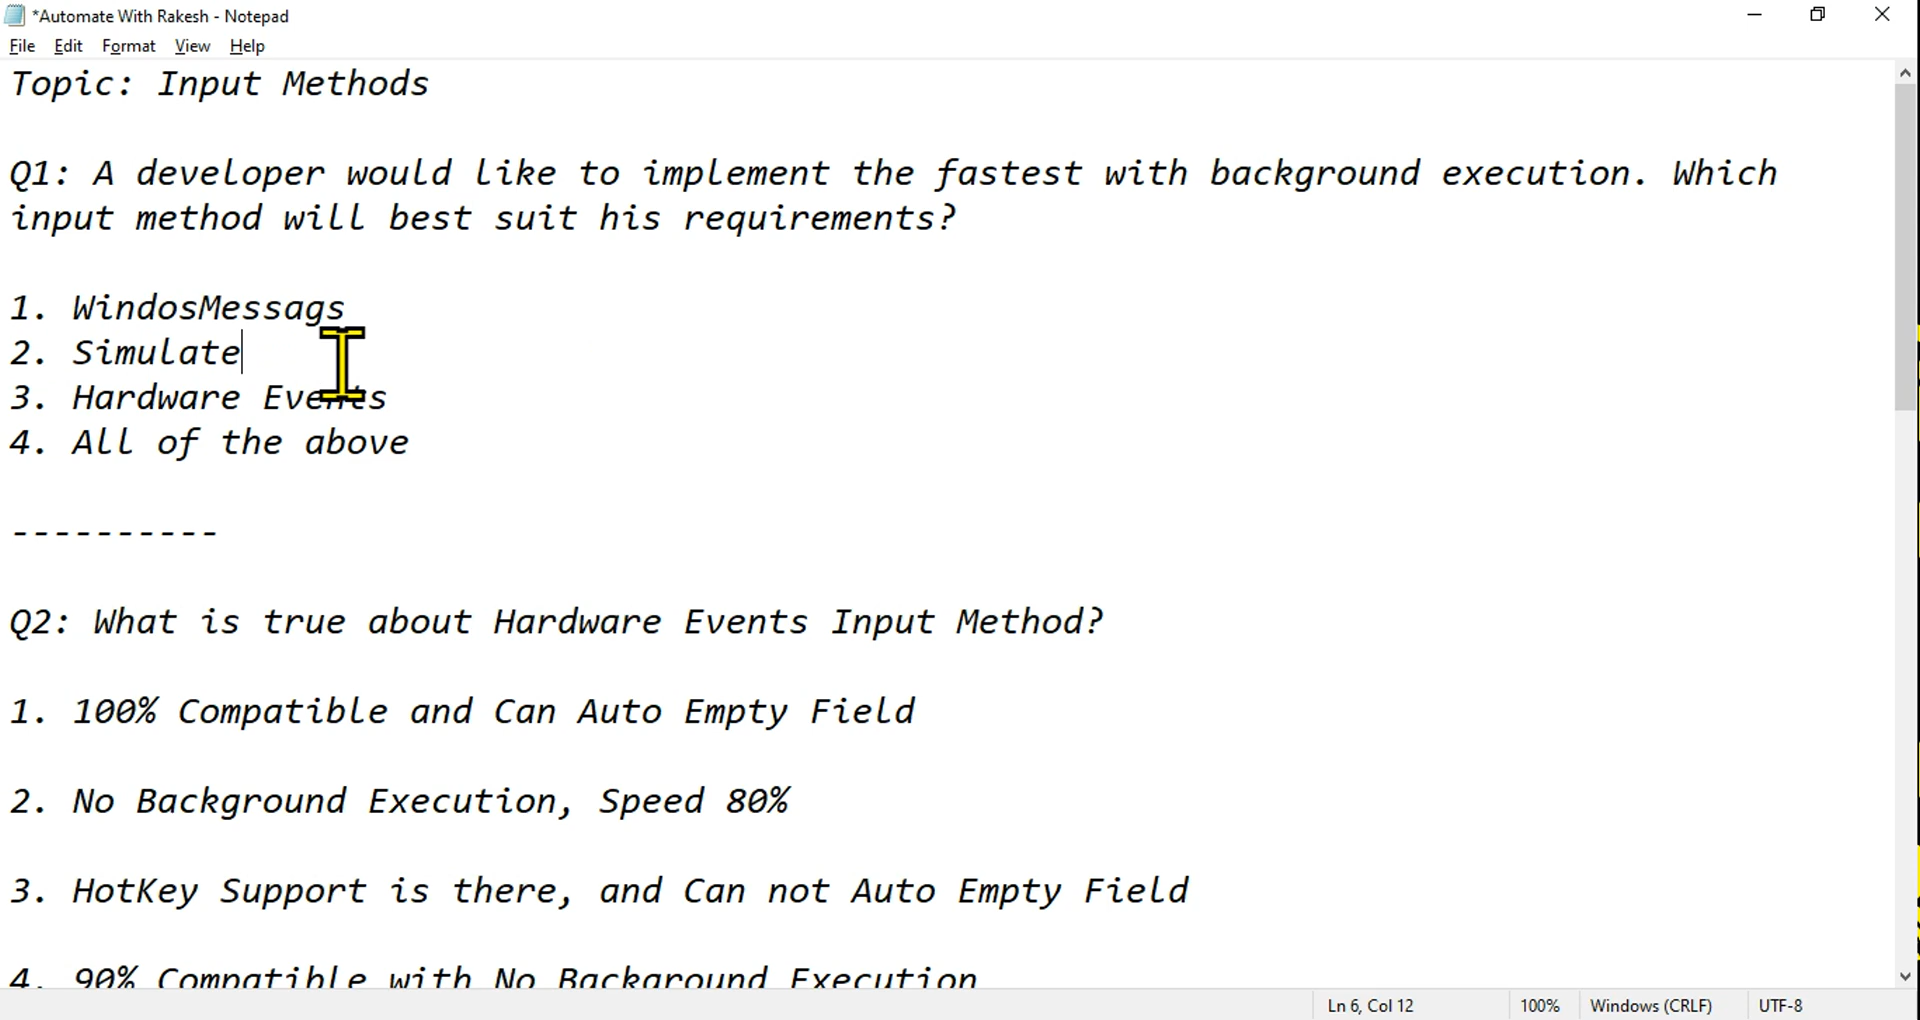 *Automate With Rakesh - Notepad
File Edit Format View Help
Topic: Input Methods
Q1: A developer would like to implement the fastest with background execution. Which
input method will best suit his requirements?
1. WindosMessags
2. Simulate
3. Hardware Events
4. All of the above
----------
Q2: What is true about Hardware Events Input Method?
1. 100% Compatible and Can Auto Empty Field
2. No Background Execution, Speed 80%
3. HotKey Support is there, and Can not Auto Empty Field
4. 90% Compatible with No Background Execution
Ln 6, Col 12 100% Windows (CRLF) UTF-8